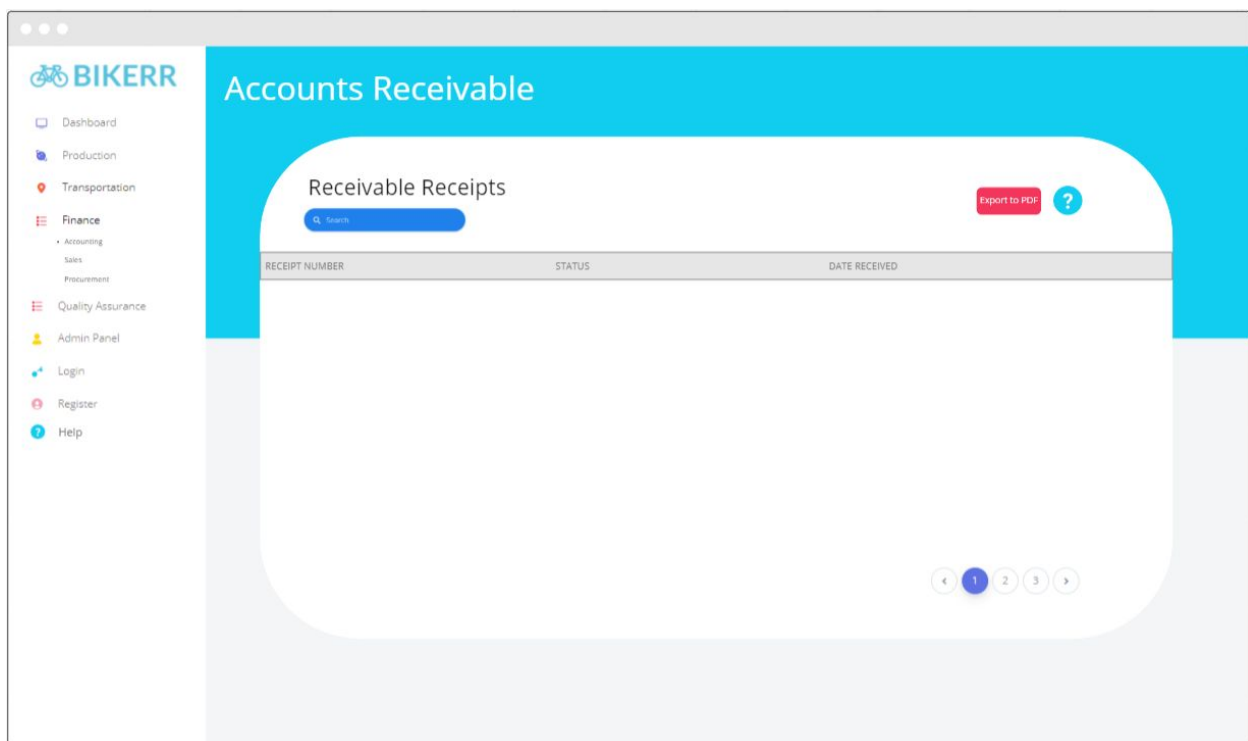 BIKERR
Dashboard
Production
Transportation
Finance
Accounting
Sales
Procurement
Quality Assurance
Admin Panel
Login
Register
? Help
Accounts Receivable
Receivable Receipts
Search
Export to PDF ?
RECEIPT NUMBER STATUS DATE RECEIVED
‹ 1 2 3 ›